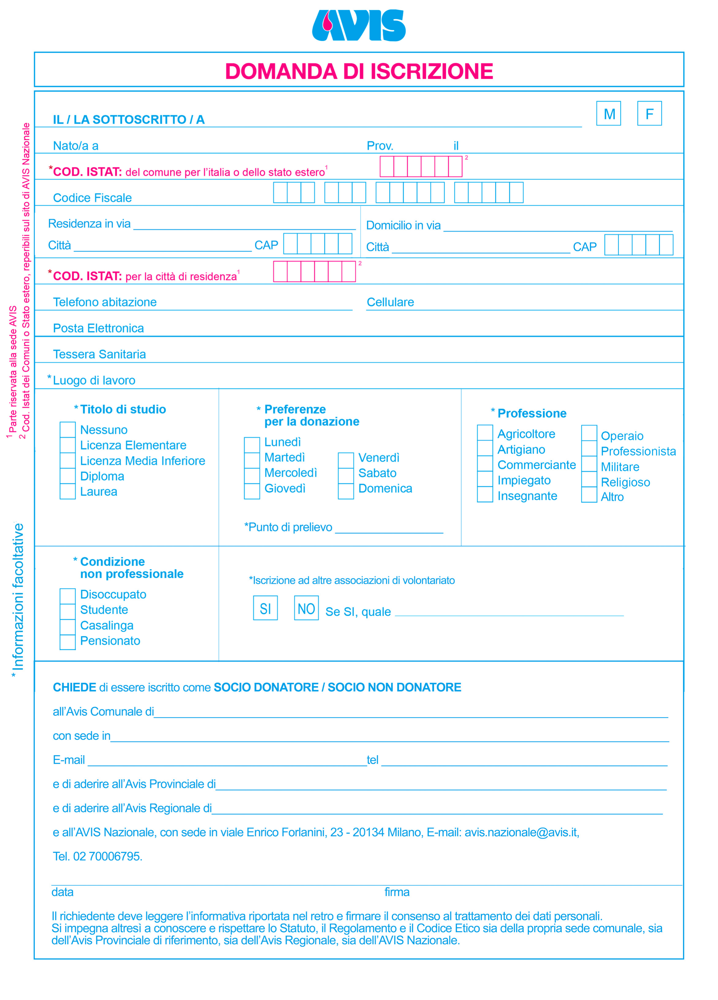 AVIS
DOMANDA DI ISCRIZIONE
IL / LA SOTTOSCRITTO / A
M F
Nato/a a Prov. il
*COD. ISTAT: del comune per l’italia o dello stato estero1 2
Codice Fiscale
Residenza in via
Città CAP
Domicilio in via
Città CAP
*COD. ISTAT: per la città di residenza1 2
Telefono abitazione Cellulare
Posta Elettronica
Tessera Sanitaria
*Luogo di lavoro
* Titolo di studio
Nessuno
Licenza Elementare
Licenza Media Inferiore
Diploma
Laurea
* Preferenze
per la donazione
Lunedì
Martedì
Mercoledì
Giovedì
Venerdì
Sabato
Domenica
*Punto di prelievo
* Professione
Agricoltore
Artigiano
Commerciante
Impiegato
Insegnante
Operaio
Professionista
Militare
Religioso
Altro
* Condizione
non professionale
Disoccupato
Studente
Casalinga
Pensionato
*Iscrizione ad altre associazioni di volontariato
SI NO Se SI, quale
CHIEDE di essere iscritto come SOCJO DONATORE / SOCIO NON DONATORE
all’Avis Comunale di
con sede in
E-mail tel
e di aderire all’Avis Provinciale di
e di aderire all’Avis Regionale di
e all’AVIS Nazionale, con sede in viale Enrico Forlanini, 23 - 20134 Milano, E-mail: avis.nazionale@avis.it,
Tel. 02 70006795.
data firma
Il richiedente deve leggere l’informativa riportata nel retro e firmare il consenso al trattamento dei dati personali.
Si impegna altresì a conoscere e rispettare lo Statuto, il Regolamento e il Codice Etico sia della propria sede comunale, sia
dell’Avis Provinciale di riferimento, sia dell’Avis Regionale, sia dell’AVIS Nazionale.
1 Parte riservata alla sede AVIS
2 Cod. Istat dei Comuni o Stato estero, reperibili sul sito di AVIS Nazionale
* Informazioni facoltative